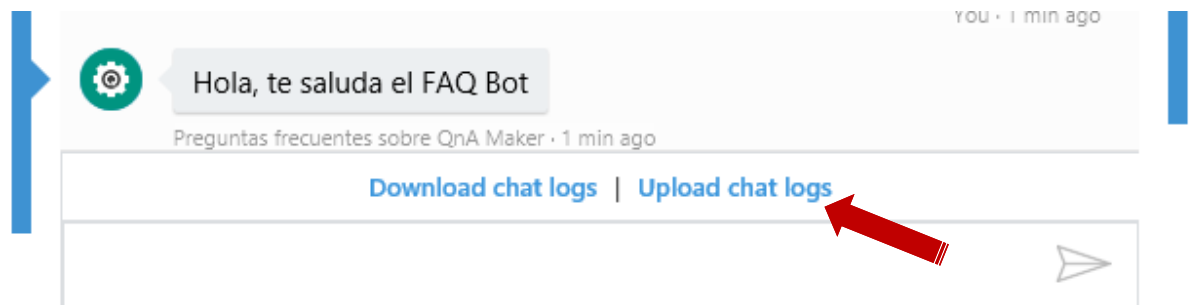 You · 1 min ago
Hola, te saluda el FAQ Bot
Preguntas frecuentes sobre QnA Maker · 1 min ago
Download chat logs | Upload chat logs